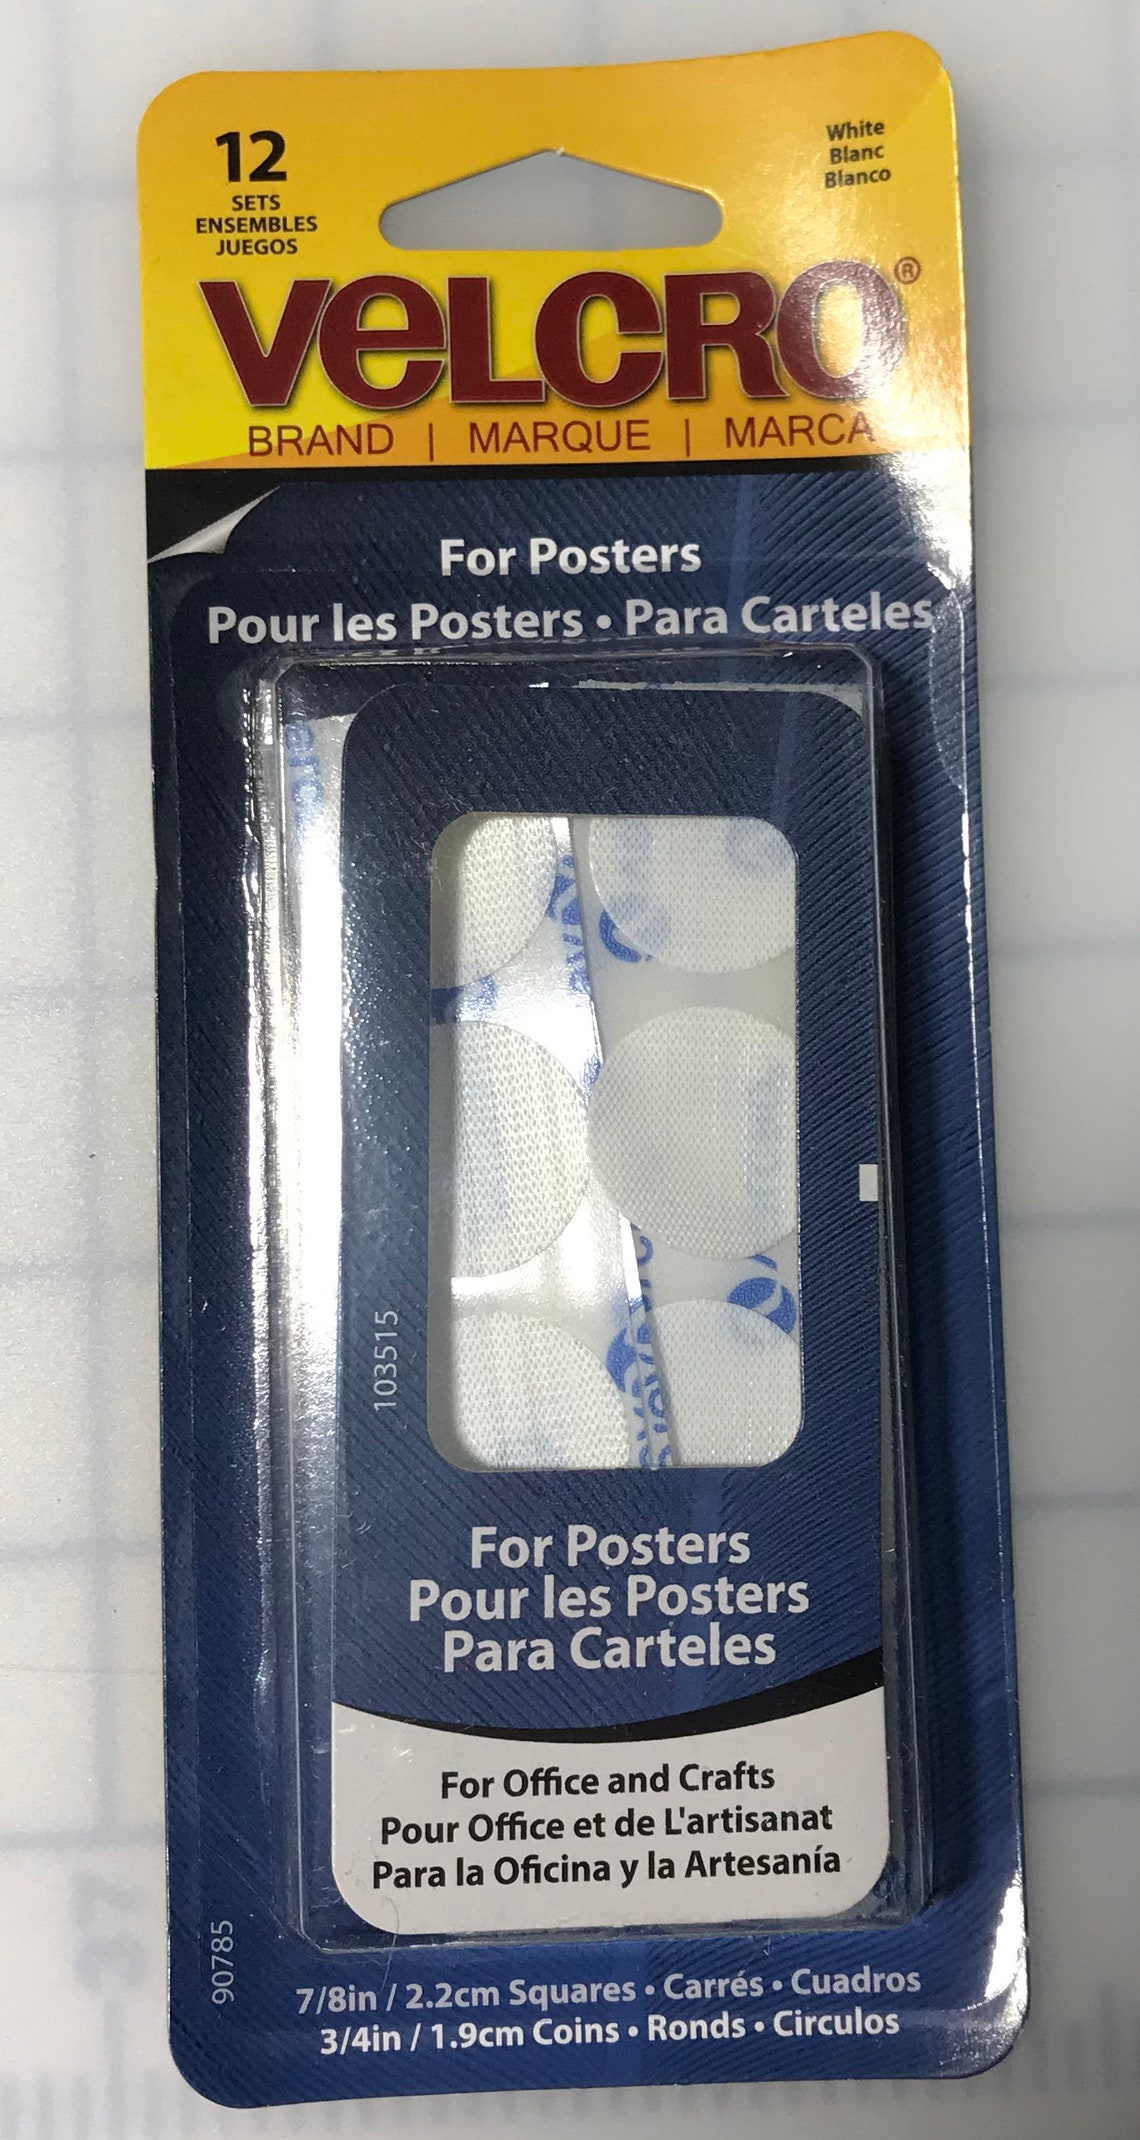 12
SETS
ENSEMBLES
JUEGOS
White
Blanc
Blanco
VELCRO®
BRAND | MARQUE | MARCA
For Posters
Pour les Posters • Para Carteles
103515
For Posters
Pour les Posters
Para Carteles
For Office and Crafts
Pour Office et de L'artisanat
Para la Oficina y la Artesanía
90785
7/8in / 2.2cm Squares • Carrés • Cuadros
3/4in / 1.9cm Coins • Ronds • Circulos
37